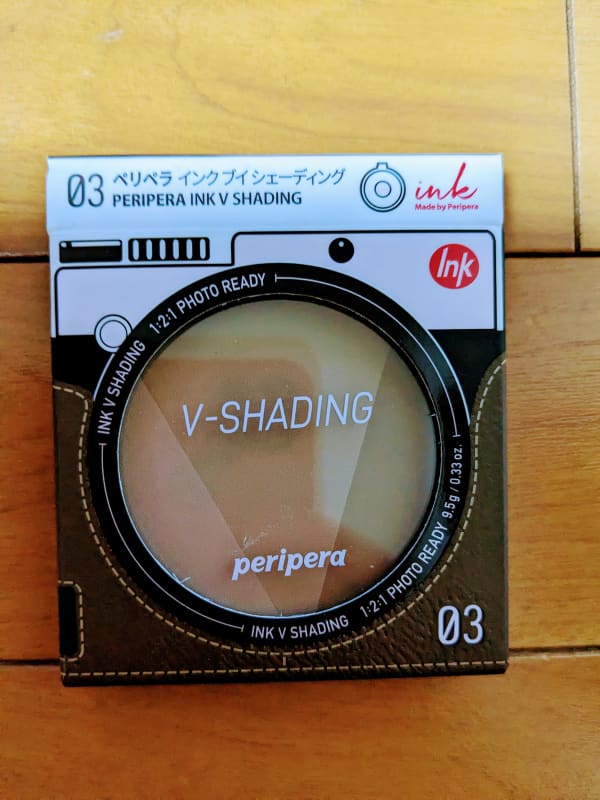 03 ペリペラ インク ブイ シェーディング
PERIPERA INK V SHADING
ink
Made by Peripera
Ink
INK V SHADING 1:2:1 PHOTO READY
V-SHADING
peripera
INK V SHADING 1:2:1 PHOTO READY 9.5g / 0.33 oz.
03